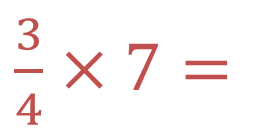 3/4 × 7 =